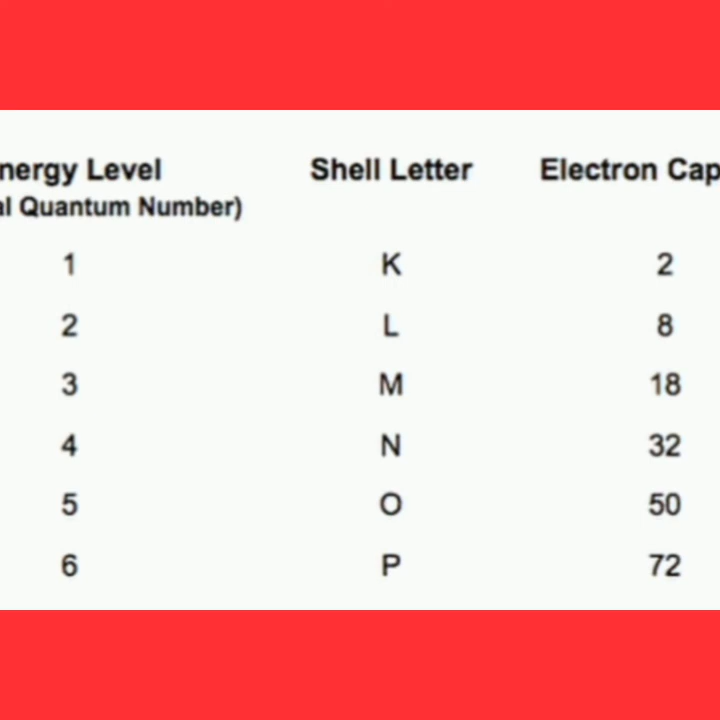 nergy Level Shell Letter Electron Cap
al Quantum Number)
1 K 2
2 L 8
3 M 18
4 N 32
5 O 50
6 P 72